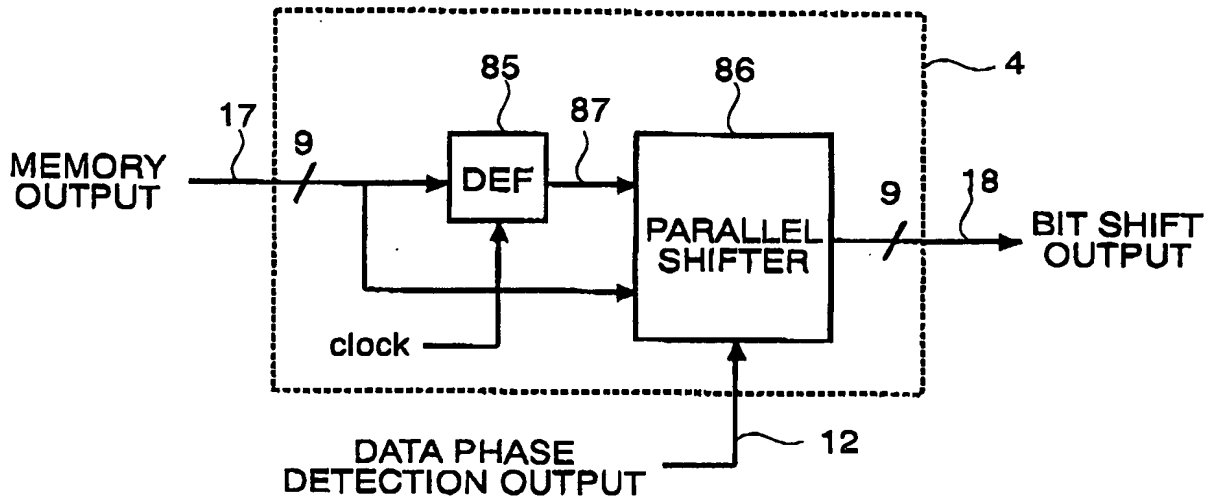 4
85
86
17
87
9
MEMORY
OUTPUT
DEF
9
18
PARALLEL
SHIFTER
BIT SHIFT
OUTPUT
clock
12
DATA PHASE
DETECTION OUTPUT